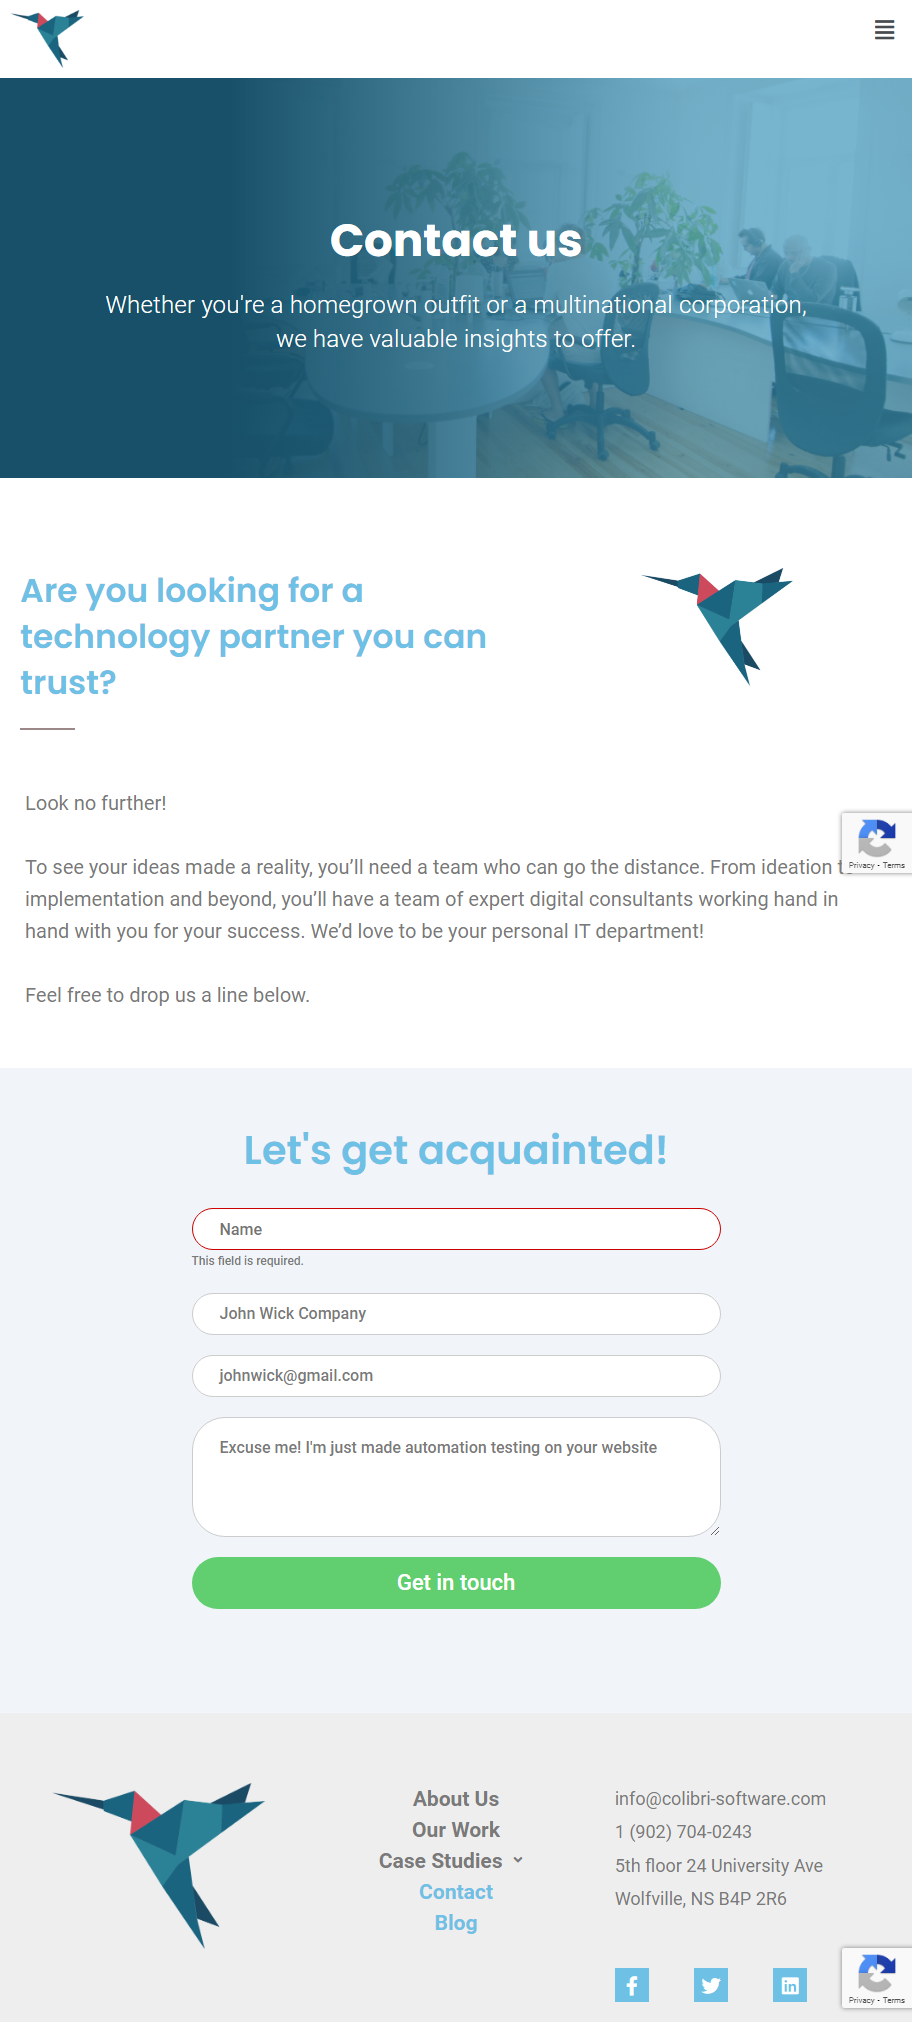 Contact us
Whether you're a homegrown outfit or a multinational corporation,
we have valuable insights to offer.
Are you looking for a
technology partner you can
trust?
Look no further!
Privacy - Terms
To see your ideas made a reality, you’ll need a team who can go the distance. From ideation
implementation and beyond, you’ll have a team of expert digital consultants working hand in
hand with you for your success. We’d love to be your personal IT department!
Feel free to drop us a line below.
Let's get acquainted!
Name
This field is required.
John Wick Company
johnwick@gmail.com
Excuse me! I'm just made automation testing on your website
Get in touch
About Us
Our Work
Case Studies
Contact
Blog
info@colibri-software.com
1 (902) 704-0243
5th floor 24 University Ave
Wolfville, NS B4P 2R6
Privacy - Terms